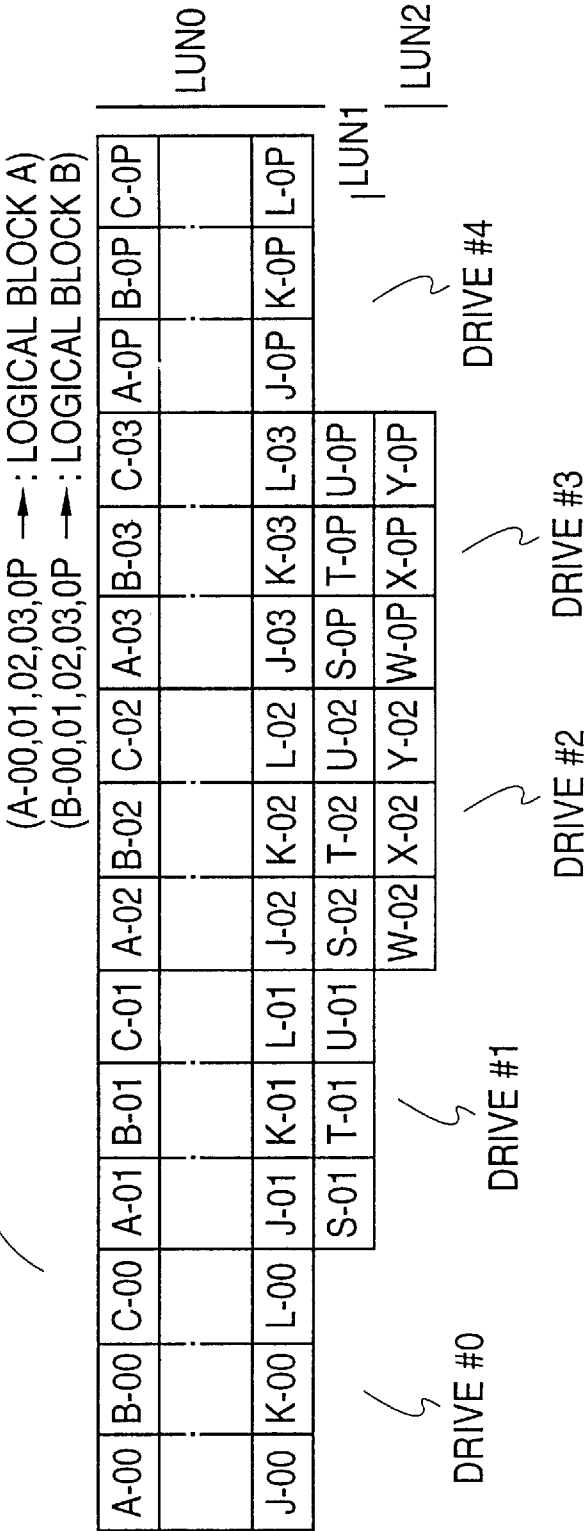 (A-00,01,02,03,0P → : LOGICAL BLOCK A)
(B-00,01,02,03,0P → : LOGICAL BLOCK B)
A-00 B-00 C-00 A-01 B-01 C-01 A-02 B-02 C-02 A-03 B-03 C-03 A-0P B-0P C-0P
LUN0
J-00 K-00 L-00 J-01 K-01 L-01 J-02 K-02 L-02 J-03 K-03 L-03 J-0P K-0P L-0P
S-01 T-01 U-01 S-02 T-02 U-02 S-0P T-0P U-0P
LUN1
W-02 X-02 Y-02 W-0P X-0P Y-0P
LUN2
DRIVE #0
DRIVE #1
DRIVE #2
DRIVE #3
DRIVE #4